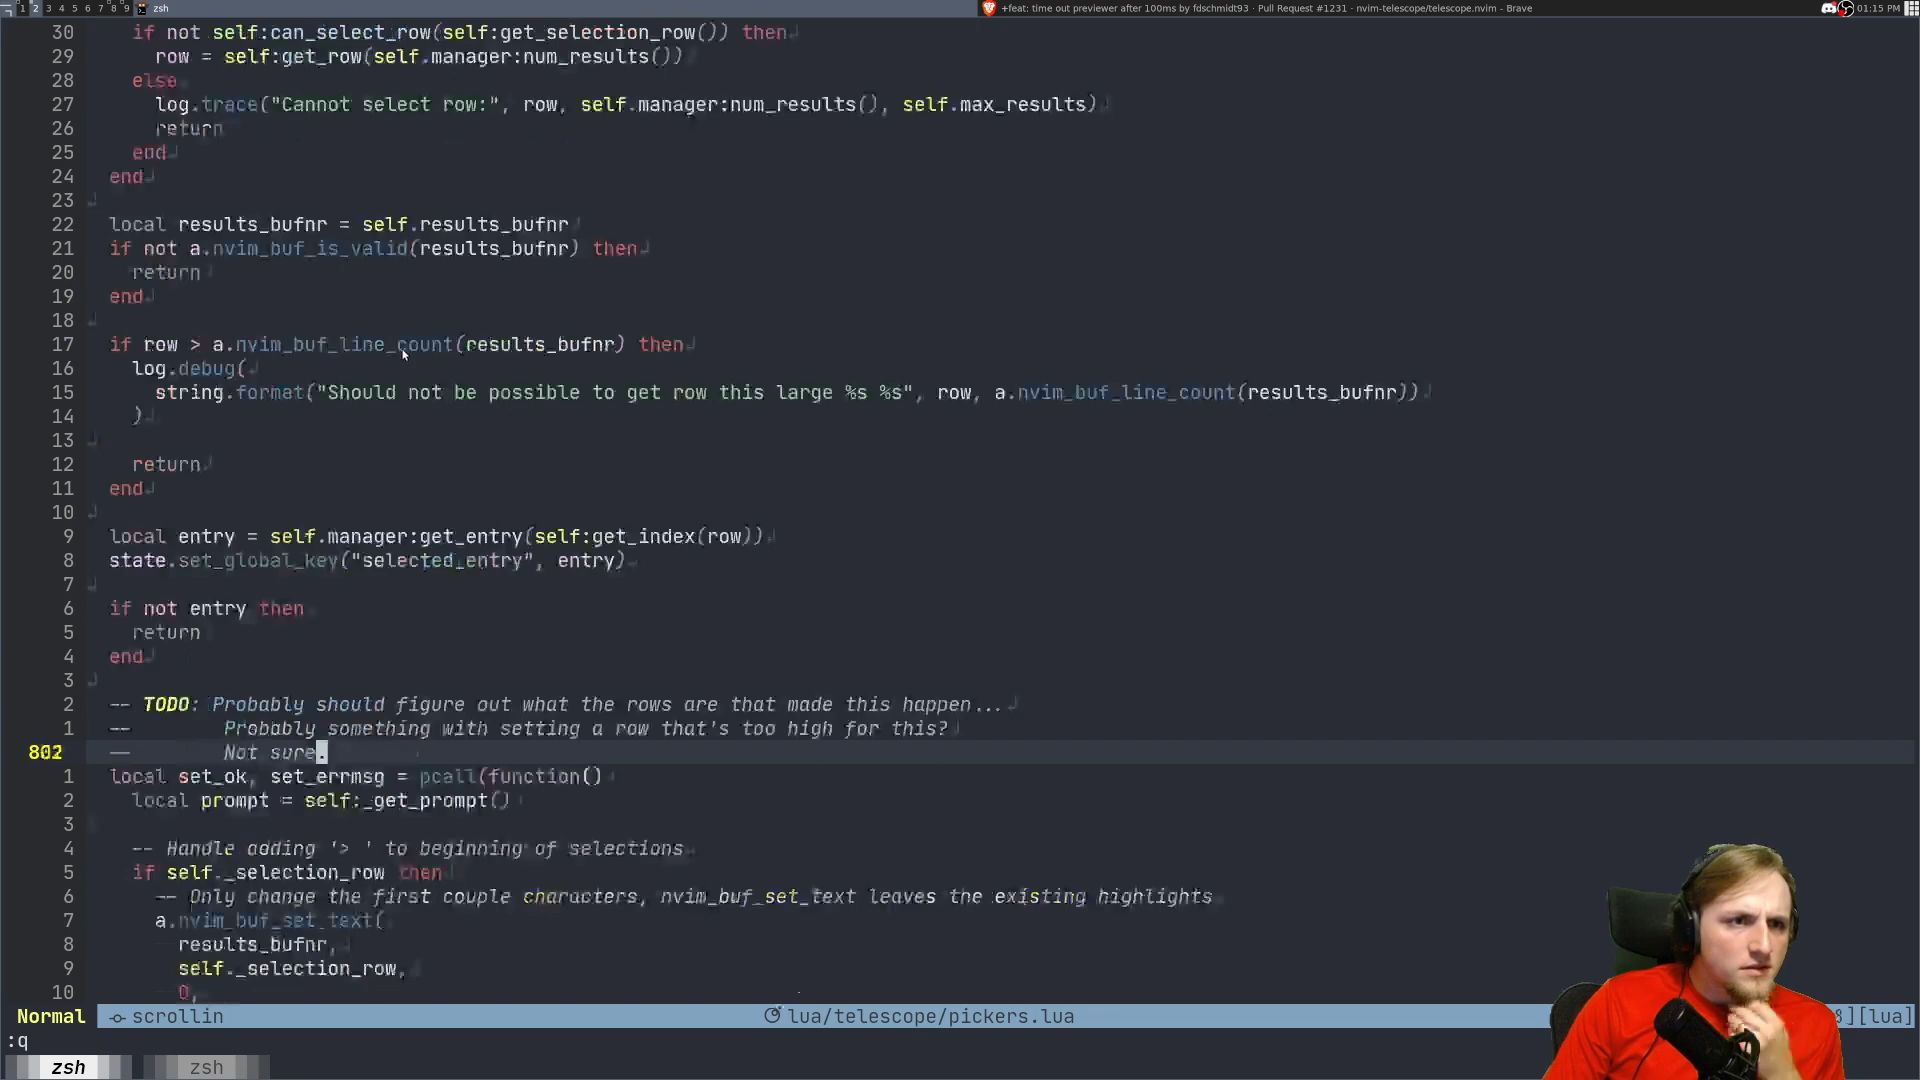 1 2 3 4 5 6 7 8 9 zsh +feat: time out previewer after 100ms by fdschmidt93 · Pull Request #1231 · nvim-telescope/telescope.nvim - Brave 01:15 PM
30 if not self:can_select_row(self:get_selection_row()) then
29 row = self:get_row(self.manager:num_results())
28 else
27 log.trace("Cannot select row:", row, self.manager:num_results(), self.max_results)
26 return
25 end
24 end
23
22 local results_bufnr = self.results_bufnr
21 if not a.nvim_buf_is_valid(results_bufnr) then
20 return
19 end
18
17 if row > a.nvim_buf_line_count(results_bufnr) then
16 log.debug(
15 string.format("Should not be possible to get row this large %s %s", row, a.nvim_buf_line_count(results_bufnr))
14 )
13
12 return
11 end
10
9 local entry = self.manager:get_entry(self:get_index(row))
8 state.set_global_key("selected_entry", entry)
7
6 if not entry then
5 return
4 end
3
2 -- TODO: Probably should figure out what the rows are that made this happen...
1 -- Probably something with setting a row that's too high for this?
802 -- Not sure.
1 local set_ok, set_errmsg = pcall(function()
2 local prompt = self:_get_prompt()
3
4 -- Handle adding '> ' to beginning of selections
5 if self._selection_row then
6 -- Only change the first couple characters, nvim_buf_set_text leaves the existing highlights
7 a.nvim_buf_set_text(
8 results_bufnr,
9 self._selection_row,
10 0,
Normal scrollin lua/telescope/pickers.lua ][lua]
:q
zsh zsh